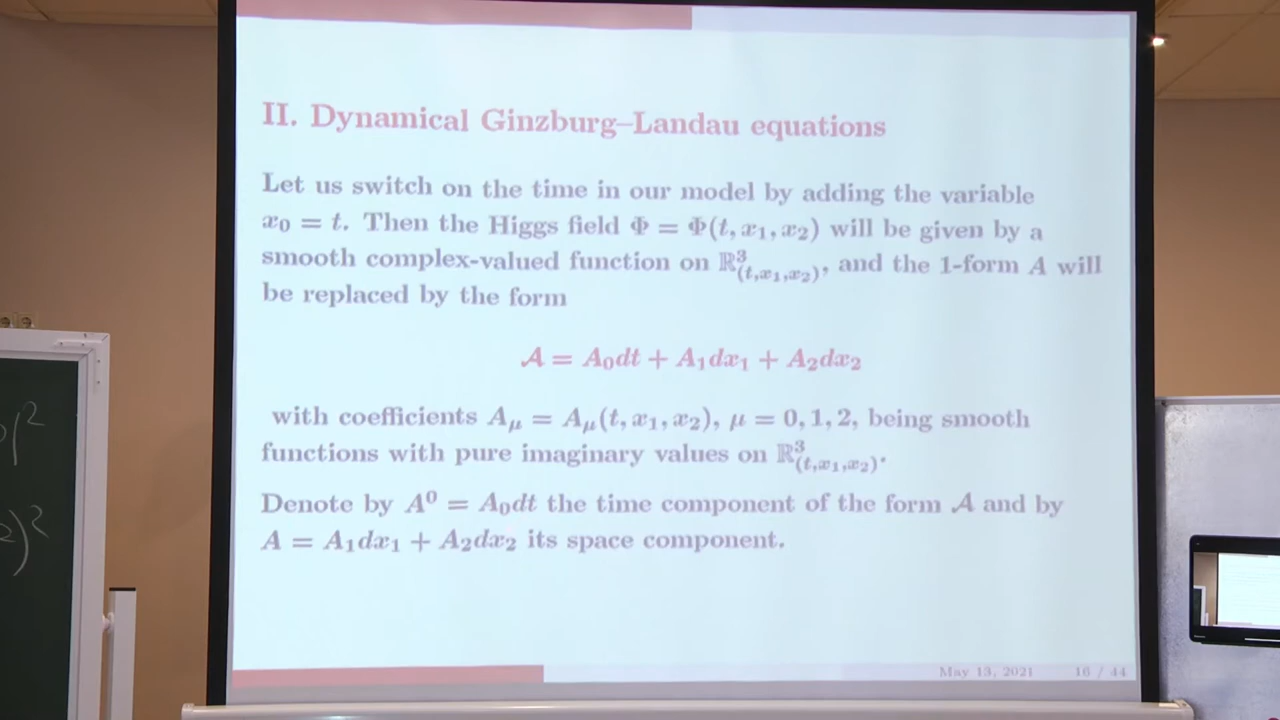 II. Dynamical Ginzburg–Landau equations
Let us switch on the time in our model by adding the variable
x₀ = t. Then the Higgs field Φ = Φ(t, x₁, x₂) will be given by a
smooth complex-valued function on ℝ³₍t,x₁,x₂₎, and the 1-form A will
be replaced by the form
𝒜 = A₀dt + A₁dx₁ + A₂dx₂
with coefficients Aμ = Aμ(t, x₁, x₂), μ = 0, 1, 2, being smooth
functions with pure imaginary values on ℝ³₍t,x₁,x₂₎.
Denote by A⁰ = A₀dt the time component of the form 𝒜 and by
A = A₁dx₁ + A₂dx₂ its space component.
May 13, 2021 16 / 44